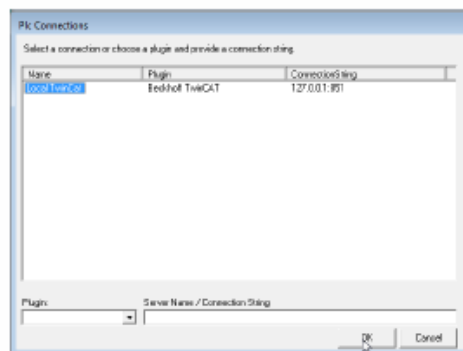 Plc Connections
Select a connection or choose a plugin and provide a connection string.
Name Plugin ConnectionString
Local TwinCat Beckhoff TwinCAT 127.0.0.1:851
Plugin: Server Name / Connection String
OK Cancel